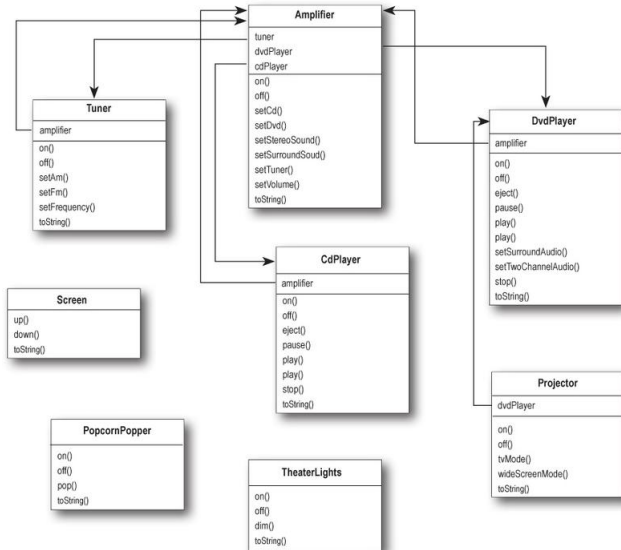 Amplifier
tuner
dvdPlayer
cdPlayer
on()
off()
setCd()
setDvd()
setStereoSound()
setSurroundSoud()
setTuner()
setVolume()
toString()
Tuner
amplifier
on()
off()
setAm()
setFm()
setFrequency()
toString()
DvdPlayer
amplifier
on()
off()
eject()
pause()
play()
play()
setSurroundAudio()
setTwoChannelAudio()
stop()
toString()
CdPlayer
amplifier
on()
off()
eject()
pause()
play()
play()
stop()
toString()
Screen
up()
down()
toString()
Projector
dvdPlayer
on()
off()
tvMode()
wideScreenMode()
toString()
PopcornPopper
on()
off()
pop()
toString()
TheaterLights
on()
off()
dim()
toString()